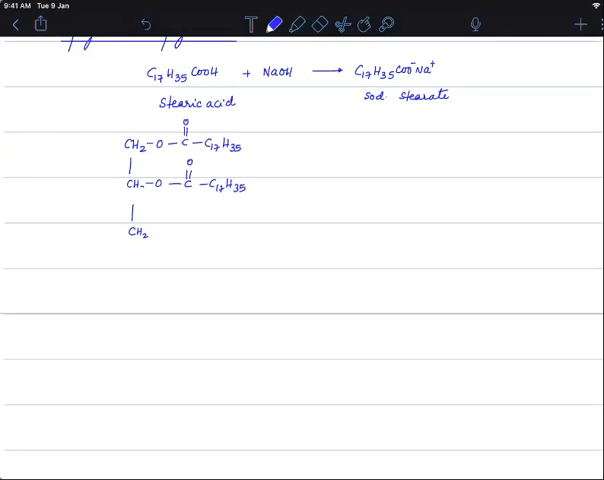 9:41 AM Tue 9 Jan
C17H35COOH + NaOH → C17H35COO⁻Na⁺
Stearic acid sod. stearate
O
||
CH2-O-C-C17H35
| O
||
CH-O-C-C17H35
|
CH2